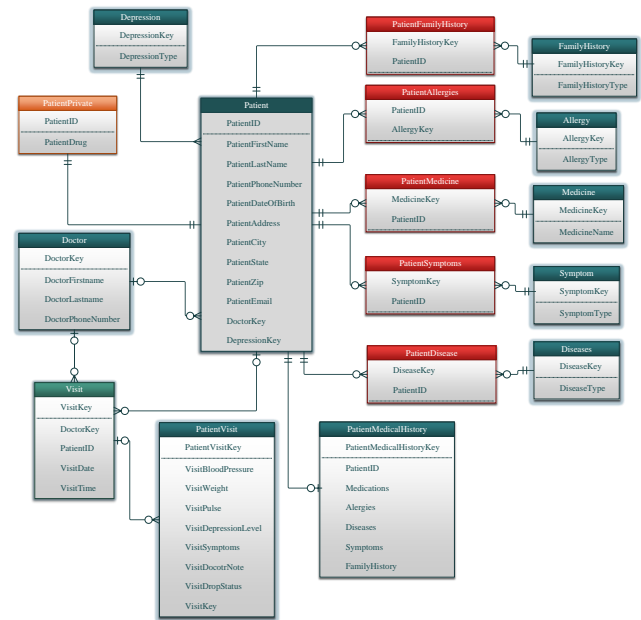 Depression
DepressionKey
DepressionType
PatientPrivate
PatientID
PatientDrug
Patient
PatientID
PatientFirstName
PatientLastName
PatientPhoneNumber
PatientDateOfBirth
PatientAddress
PatientCity
PatientState
PatientZip
PatientEmail
DoctorKey
DepressionKey
PatientFamilyHistory
FamilyHistoryKey
PatientID
FamilyHistory
FamilyHistoryKey
FamilyHistoryType
PatientAllergies
PatientID
AllergyKey
Allergy
AllergyKey
AllergyType
PatientMedicine
MedicineKey
PatientID
Medicine
MedicineKey
MedicineName
Doctor
DoctorKey
DoctorFirstname
DoctorLastname
DoctorPhoneNumber
PatientSymptoms
SymptomKey
PatientID
Symptom
SymptomKey
SymptomType
PatientDisease
DiseaseKey
PatientID
Diseases
DiseaseKey
DiseaseType
Visit
VisitKey
DoctorKey
PatientID
VisitDate
VisitTime
PatientVisit
PatientVisitKey
VisitBloodPressure
VisitWeight
VisitPulse
VisitDepressionLevel
VisitSymptoms
VisitDocotrNote
VisitDropStatus
VisitKey
PatientMedicalHistory
PatientMedicalHistoryKey
PatientID
Medications
Alergies
Diseases
Symptoms
FamilyHistory